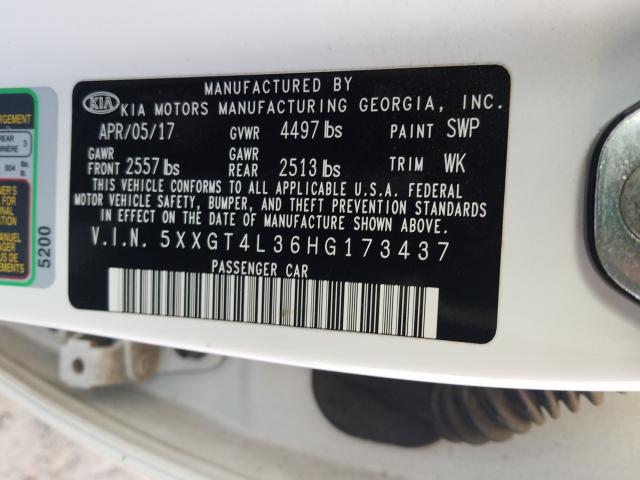 MANUFACTURED BY
KIA KIA MOTORS MANUFACTURING GEORGIA, INC.
APR/05/17 GVWR 4497 lbs PAINT SWP
GAWR GAWR
FRONT 2557 lbs REAR 2513 lbs TRIM WK
THIS VEHICLE CONFORMS TO ALL APPLICABLE U.S.A. FEDERAL
MOTOR VEHICLE SAFETY, BUMPER, AND THEFT PREVENTION STANDARDS
IN EFFECT ON THE DATE OF MANUFACTURE SHOWN ABOVE.
V.I.N. 5XXGT4L36HG173437
PASSENGER CAR
5200
REAR 3